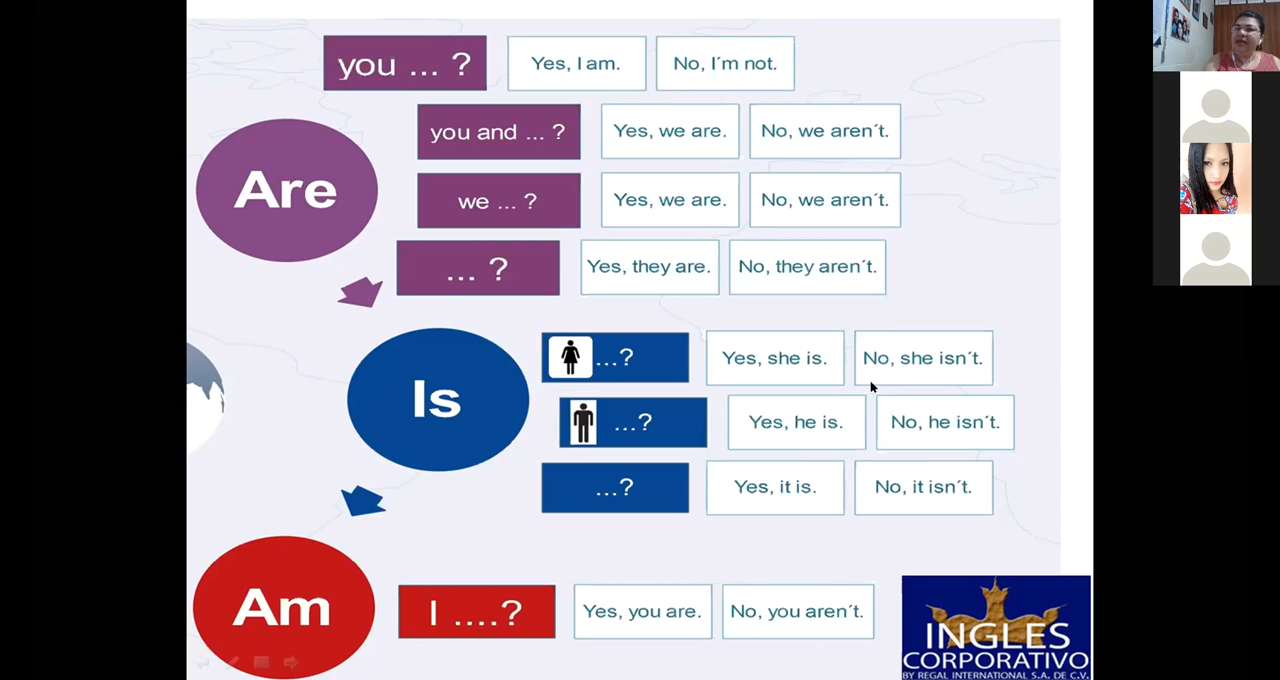 you ... ?
Yes, I am.
No, I´m not.
Are
you and ... ?
Yes, we are.
No, we aren´t.
we ... ?
Yes, we are.
No, we aren´t.
... ?
Yes, they are.
No, they aren´t.
Is
...?
Yes, she is.
No, she isn´t.
...?
Yes, he is.
No, he isn´t.
...?
Yes, it is.
No, it isn´t.
Am
I ....?
Yes, you are.
No, you aren´t.
INGLES
CORPORATIVO
BY REGAL INTERNATIONAL S.A. DE C.V.